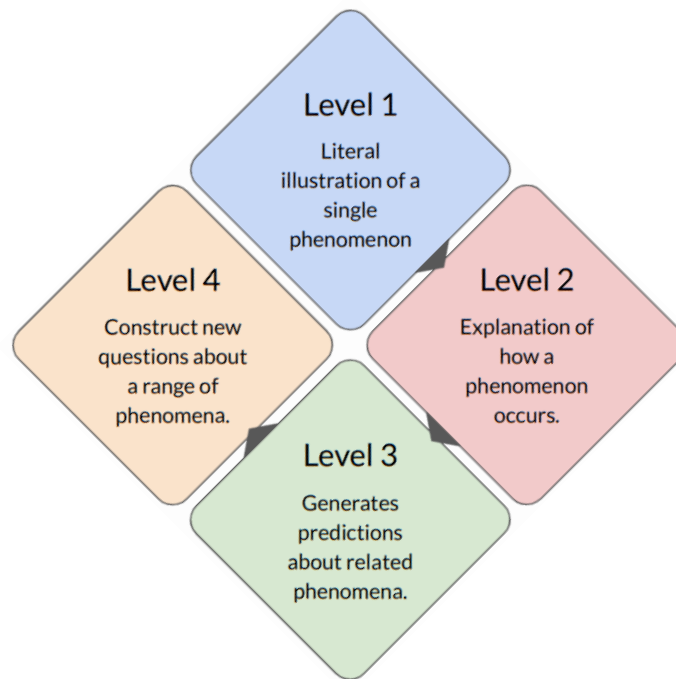 Level 1
Literal
illustration of a
single
phenomenon
Level 2
Explanation of
how a
phenomenon
occurs.
Level 3
Generates
predictions
about related
phenomena.
Level 4
Construct new
questions about
a range of
phenomena.